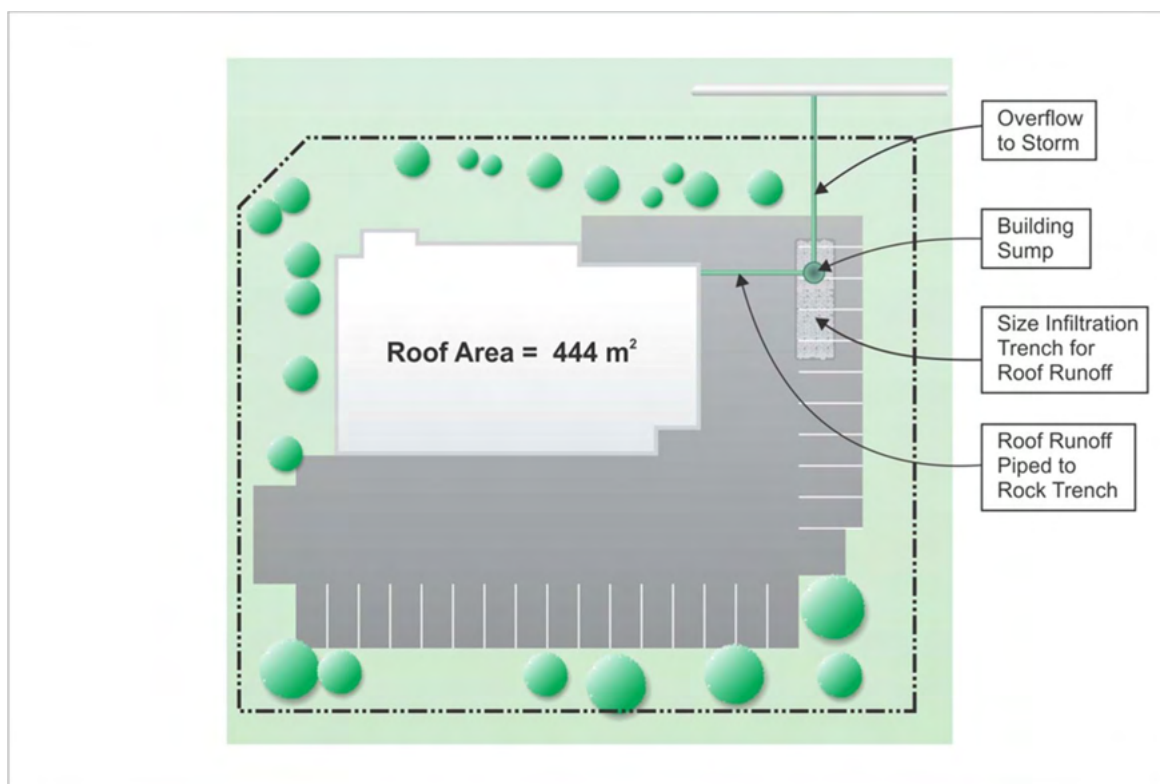 Overflow
to Storm
Building
Sump
Size Infiltration
Trench for
Roof Runoff
Roof Area = 444 m²
Roof Runoff
Piped to
Rock Trench